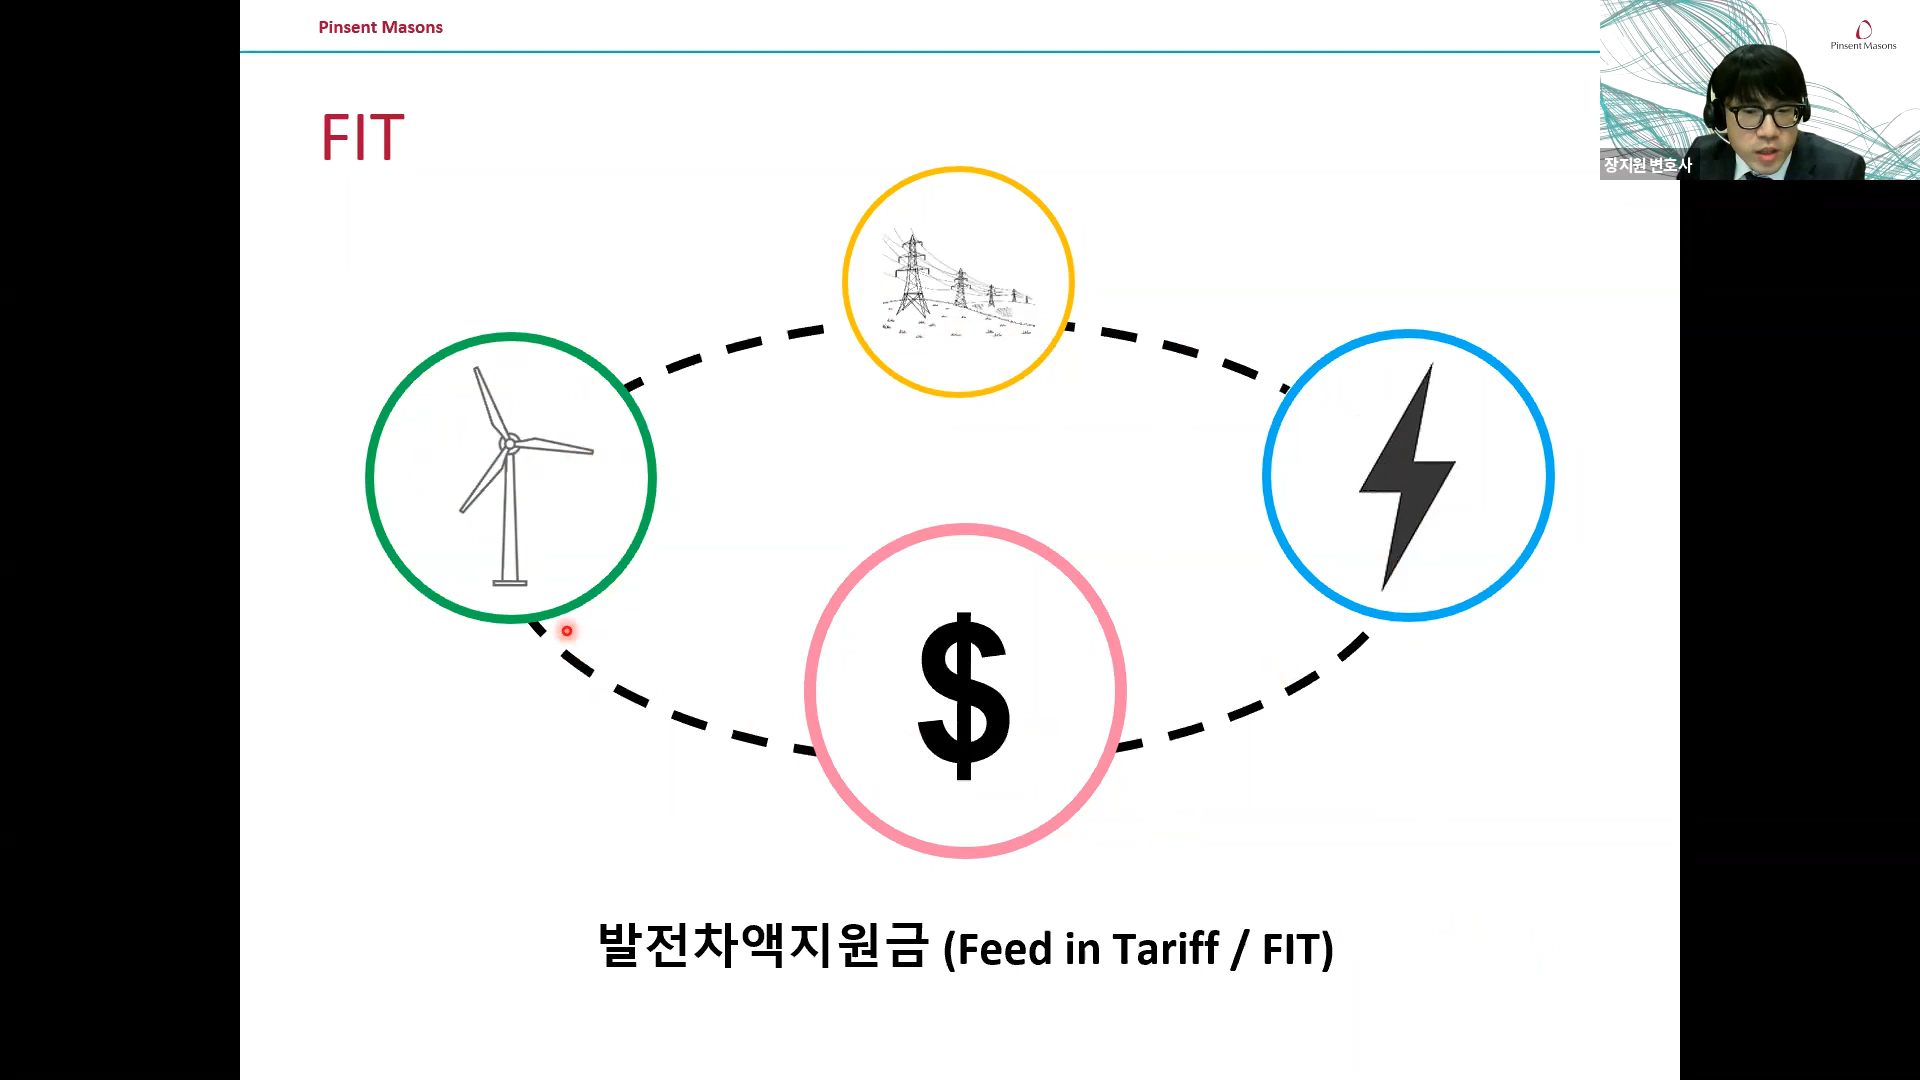 Pinsent Masons
Pinsent Masons
FIT
장지원 변호사
$
발전차액지원금 (Feed in Tariff / FIT)